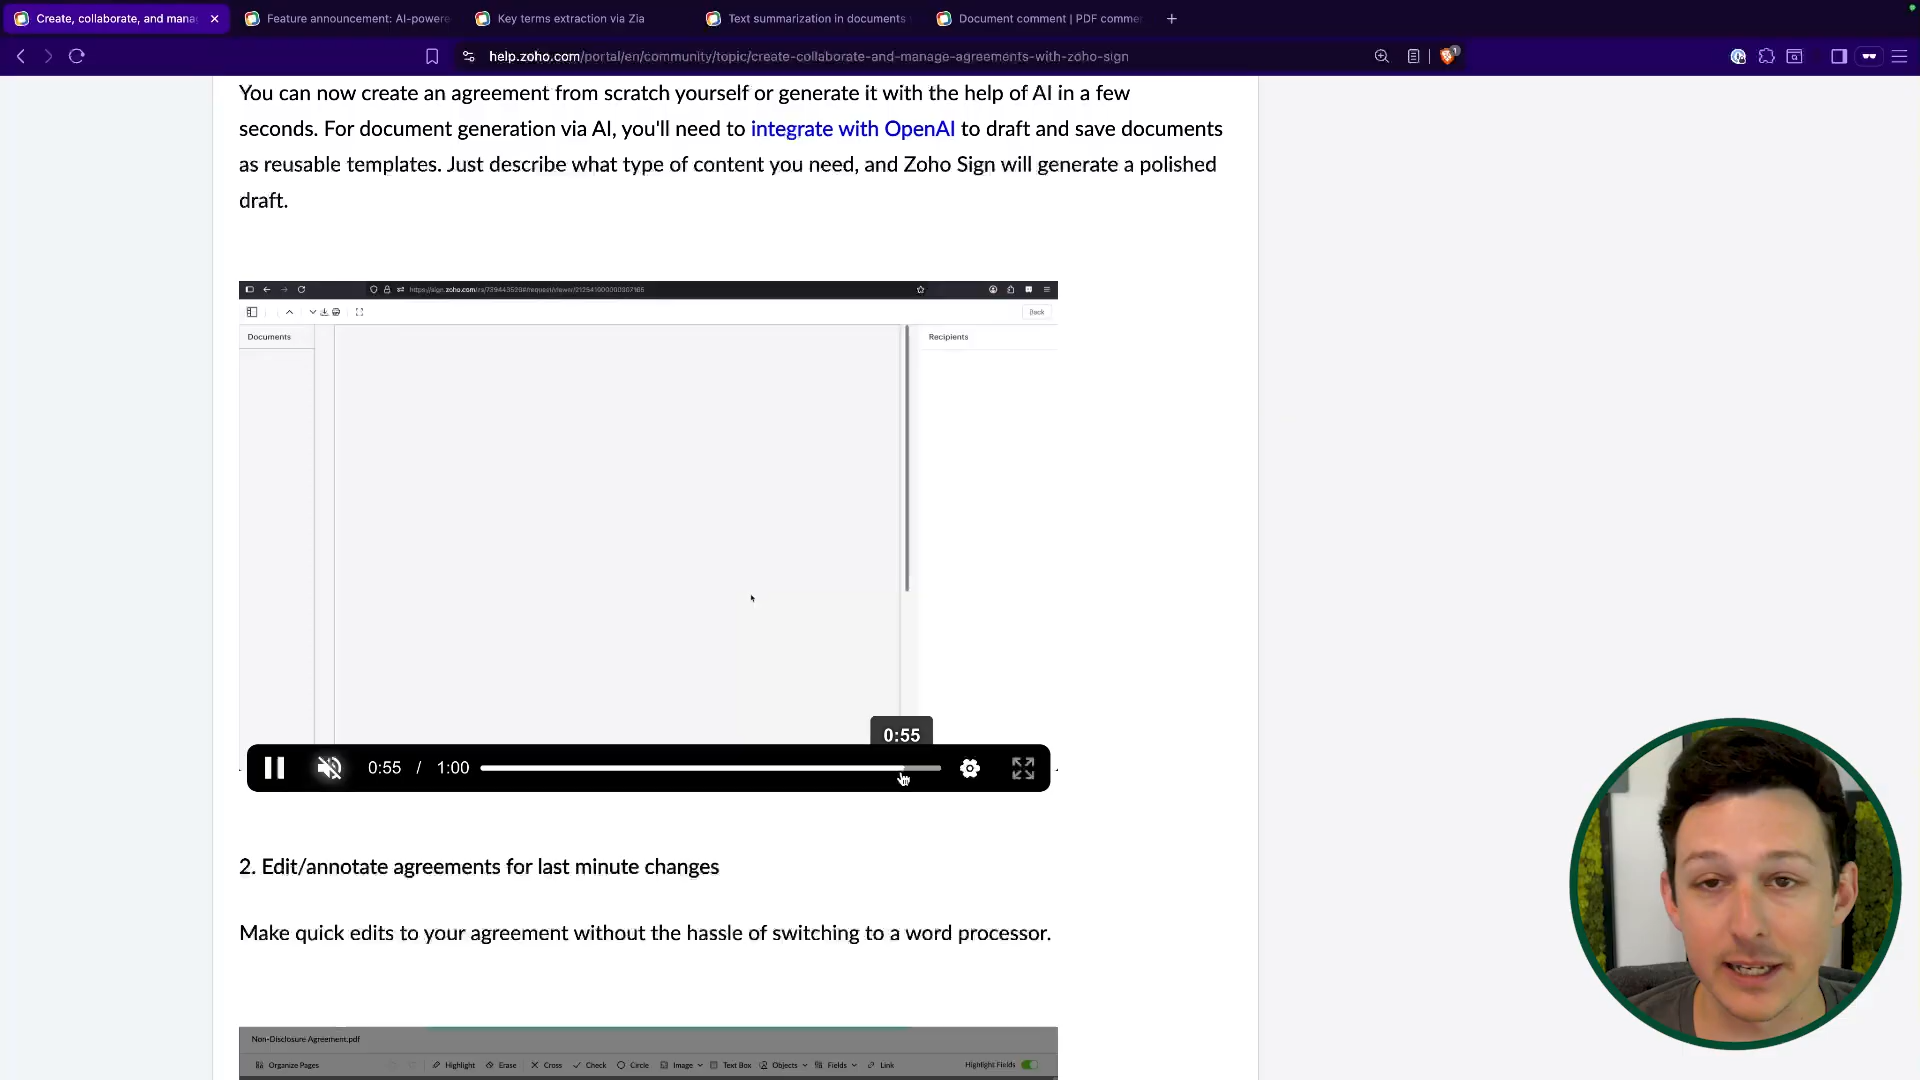 Create, collaborate, and mana
Feature announcement: AI-powere
Key terms extraction via Zia
Text summarization in documents
Document comment | PDF comme
help.zoho.com/portal/en/community/topic/create-collaborate-and-manage-agreements-with-zoho-sign
1
You can now create an agreement from scratch yourself or generate it with the help of AI in a few
seconds. For document generation via AI, you'll need to integrate with OpenAI to draft and save documents
as reusable templates. Just describe what type of content you need, and Zoho Sign will generate a polished
draft.
Back
Documents
Recipients
0:55
0:55 / 1:00
2. Edit/annotate agreements for last minute changes
Make quick edits to your agreement without the hassle of switching to a word processor.
Non-Disclosure Agreement.pdf
Organize Pages
Highlight
Erase
Cross
Check
Circle
Image
Text Box
Objects
Fields
Link
Highlight Fields